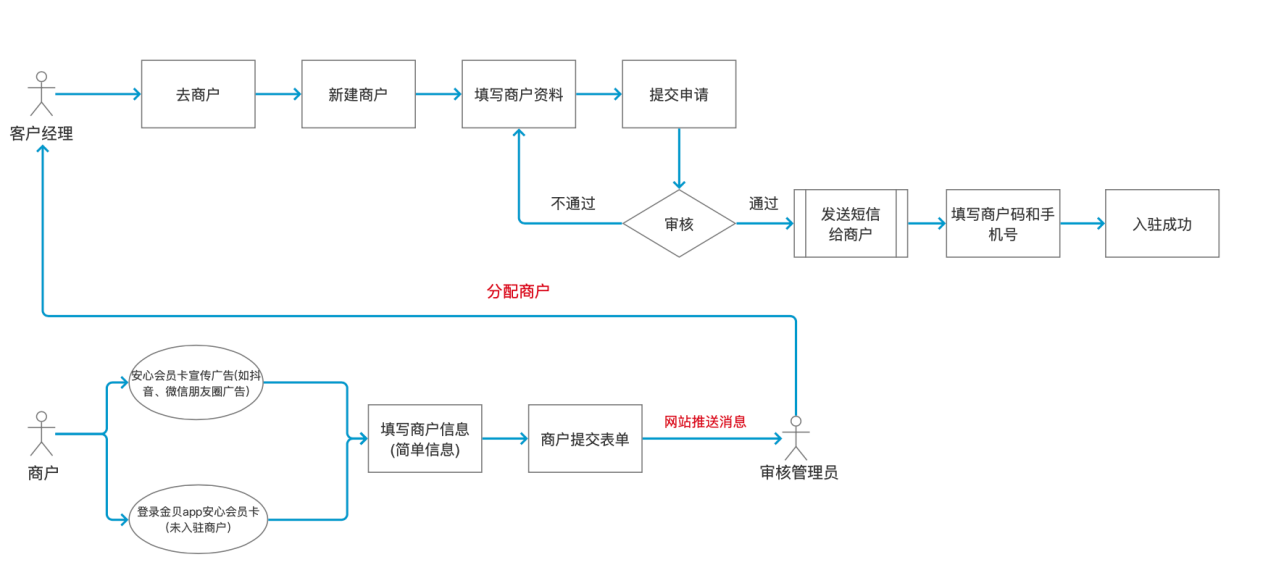 去商户
新建商户
填写商户资料
提交申请
客户经理
不通过
审核
通过
发送短信
给商户
填写商户码和手
机号
入驻成功
分配商户
安心会员卡宣传广告(如抖
音、微信朋友圈广告)
填写商户信息
(简单信息)
商户提交表单
网站推送消息
商户
审核管理员
登录金贝app安心会员卡
(未入驻商户)